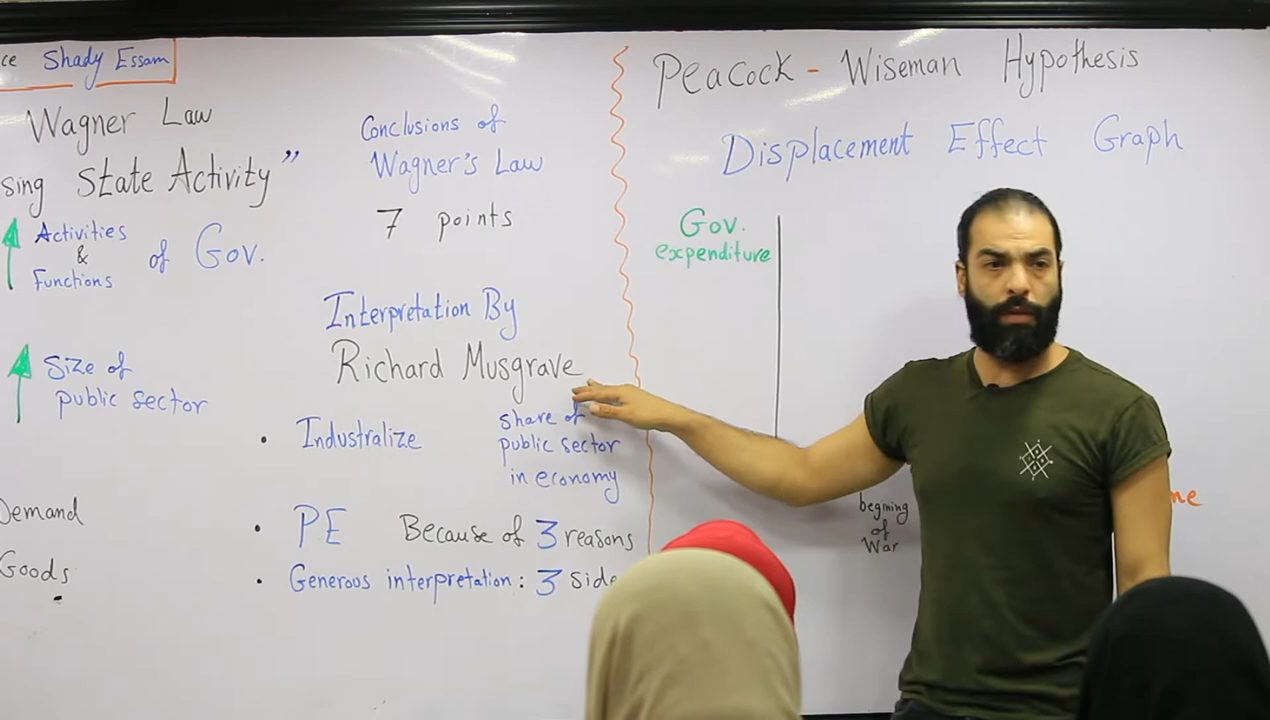 ce Shady Essam
Wagner Law
sing State Activity”
Activities
&
Functions
of Gov.
Size of
public sector
Demand
Goods
Conclusions of
Wagner's Law
7 points
Interpretation By
Richard Musgrave
• Industralize
share of
public sector
in economy
• PE Because of 3 reasons
• Generous interpretation: 3 side
Peacock - Wiseman Hypothesis
Displacement Effect Graph
Gov.
expenditure
begining
of
War
me